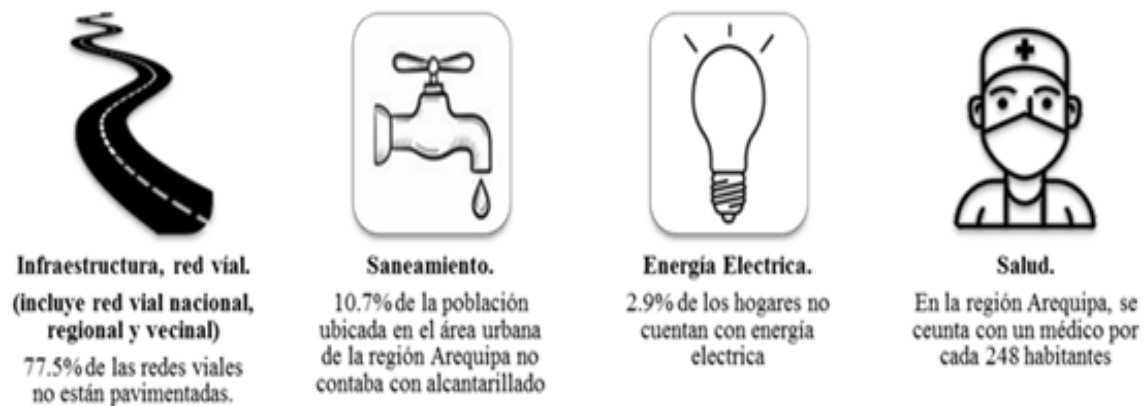 Infraestructura, red vial.
(incluye red vial nacional,
regional y vecinal)
77.5% de las redes viales
no están pavimentadas.
Saneamiento.
10.7% de la población
ubicada en el área urbana
de la región Arequipa no
contaba con alcantarillado
Energía Electrica.
2.9% de los hogares no
cuentan con energía
electrica
Salud.
En la región Arequipa, se
ceunta con un médico por
cada 248 habitantes